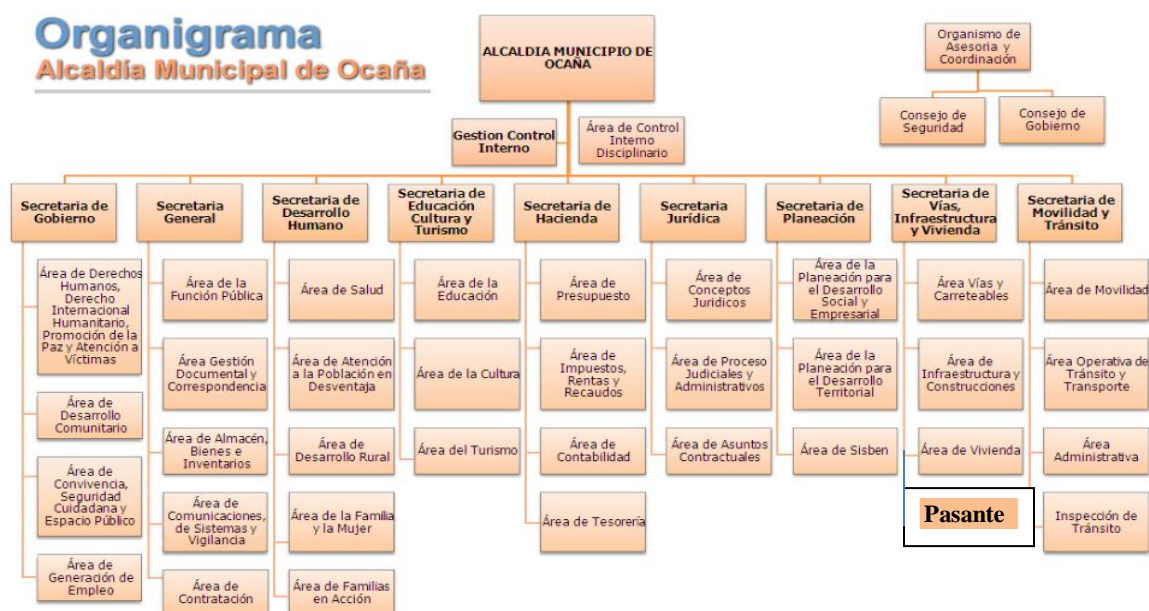 Organigrama
Alcaldía Municipal de Ocaña
ALCALDIA MUNICIPIO DE
OCAÑA
Organismo de
Asesoria y
Coordinación
Consejo de
Seguridad
Consejo de
Gobierno
Gestion Control
Interno
Área de Control
Interno
Disciplinario
Secretaria de
Gobierno
Secretaria
General
Secretaria de
Desarrollo
Humano
Secretaria de
Educación
Cultura y
Turismo
Secretaria de
Hacienda
Secretaria
Jurídica
Secretaria de
Planeación
Secretaria de
Vías,
Infraestructura
y Vivienda
Secretaria de
Movilidad y
Tránsito
Área de Derechos
Humanos,
Derecho
Internacional
Humanitario,
Promoción de la
Paz y Atención a
Víctimas
Área de
Desarrollo
Comunitario
Área de
Convivencia,
Seguridad
Cuidadana y
Espacio Público
Área de
Generación de
Empleo
Área de la
Función Pública
Área Gestión
Documental y
Correspondencia
Área de Almacén,
Bienes e
Inventarios
Área de
Comunicaciones,
de Sistemas y
Vigilancia
Área de
Contratación
Área de Salud
Área de Atención
a la Población en
Desventaja
Área de
Desarrollo Rural
Área de la Familia
y la Mujer
Área de Familias
en Acción
Área de la
Educación
Área de la Cultura
Área del Turismo
Área de
Presupuesto
Área de
Impuestos,
Rentas y
Recaudos
Área de
Contabilidad
Área de Tesorería
Área de
Conceptos
Juridicos
Área de Proceso
Judiciales y
Administrativos
Área de Asuntos
Contractuales
Área de la
Planeación para
el Desarrollo
Social y
Empresarial
Área de la
Planeación para
el Desarrollo
Territorial
Área de Sisben
Área Vías y
Carreteables
Área de
Infraestructura y
Construcciones
Área de Vivienda
Pasante
Área de Movilidad
Área Operativa de
Tránsito y
Transporte
Área
Administrativa
Inspección de
Tránsito